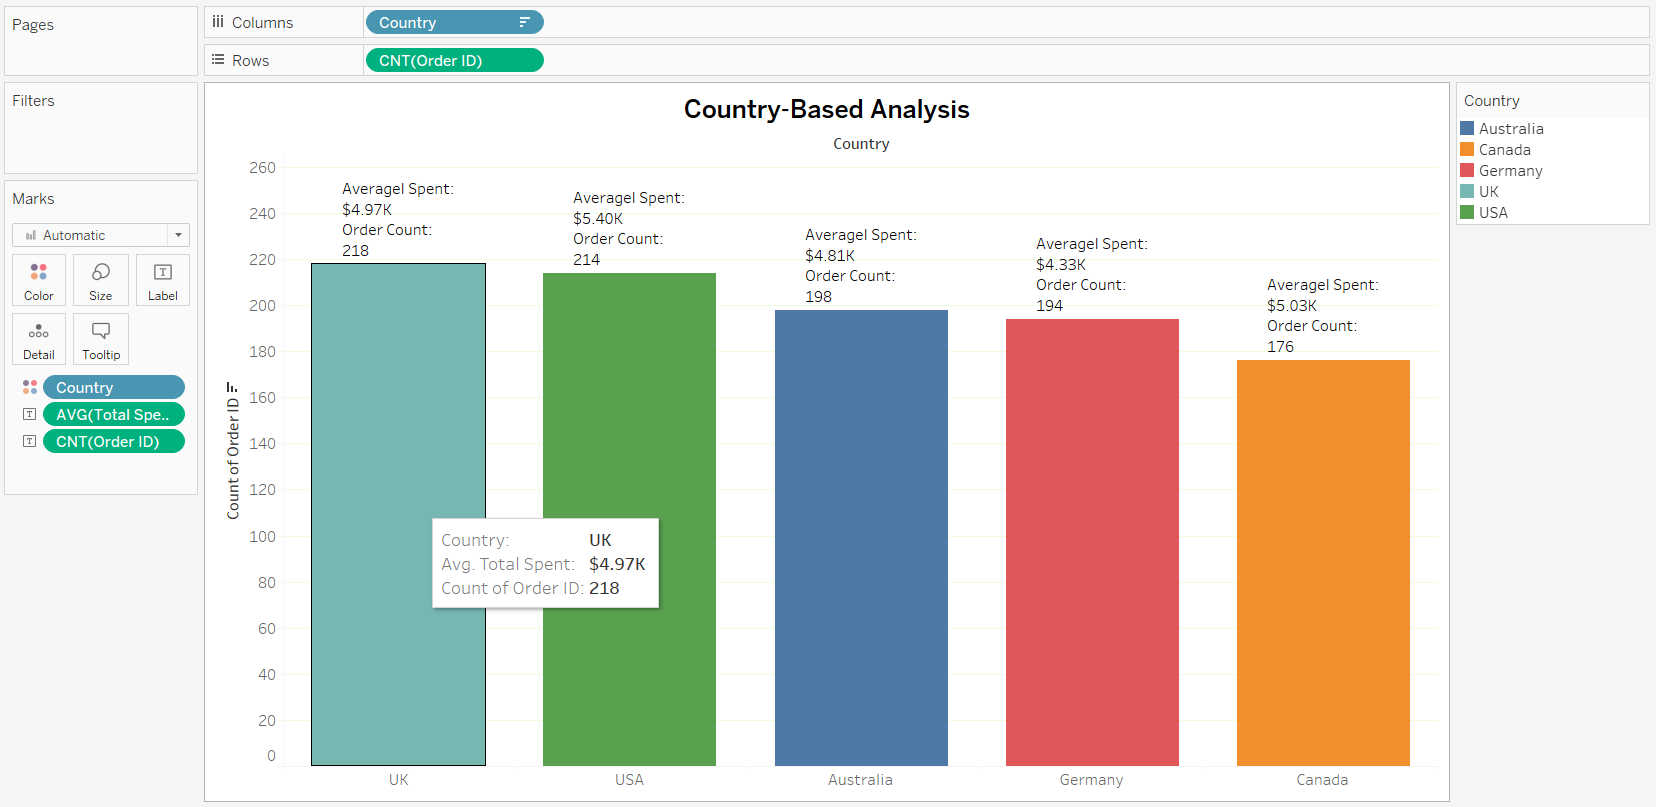 Pages
Columns
Country
Rows
CNT(Order ID)
Filters
Marks
Automatic
Color
Size
Label
Detail
Tooltip
Country
AVG(Total Spe..
CNT(Order ID)
Country-Based Analysis
Country
Count of Order ID
260
240
220
200
180
160
140
120
100
80
60
40
20
0
Averagel Spent:
$4.97K
Order Count:
218
Averagel Spent:
$5.40K
Order Count:
214
Averagel Spent:
$4.81K
Order Count:
198
Averagel Spent:
$4.33K
Order Count:
194
Averagel Spent:
$5.03K
Order Count:
176
Country: UK
Avg. Total Spent: $4.97K
Count of Order ID: 218
UK
USA
Australia
Germany
Canada
Country
Australia
Canada
Germany
UK
USA